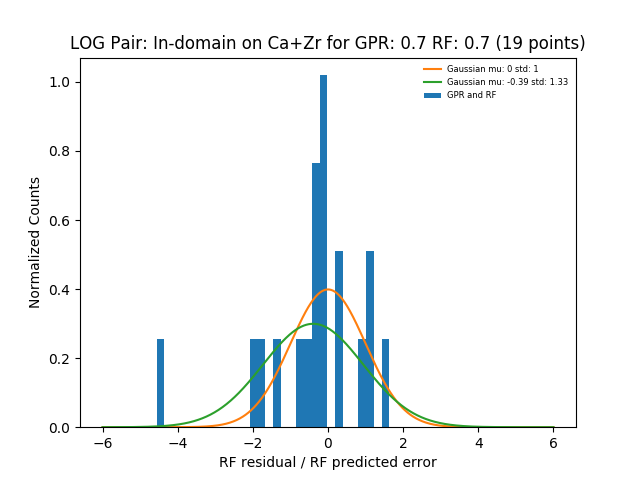 LOG Pair: In-domain on Ca+Zr for GPR: 0.7 RF: 0.7 (19 points)
Gaussian mu: 0 std: 1
Gaussian mu: -0.39 std: 1.33
GPR and RF
Normalized Counts
1.0
0.8
0.6
0.4
0.2
0.0
−6 −4 −2 0 2 4 6
RF residual / RF predicted error